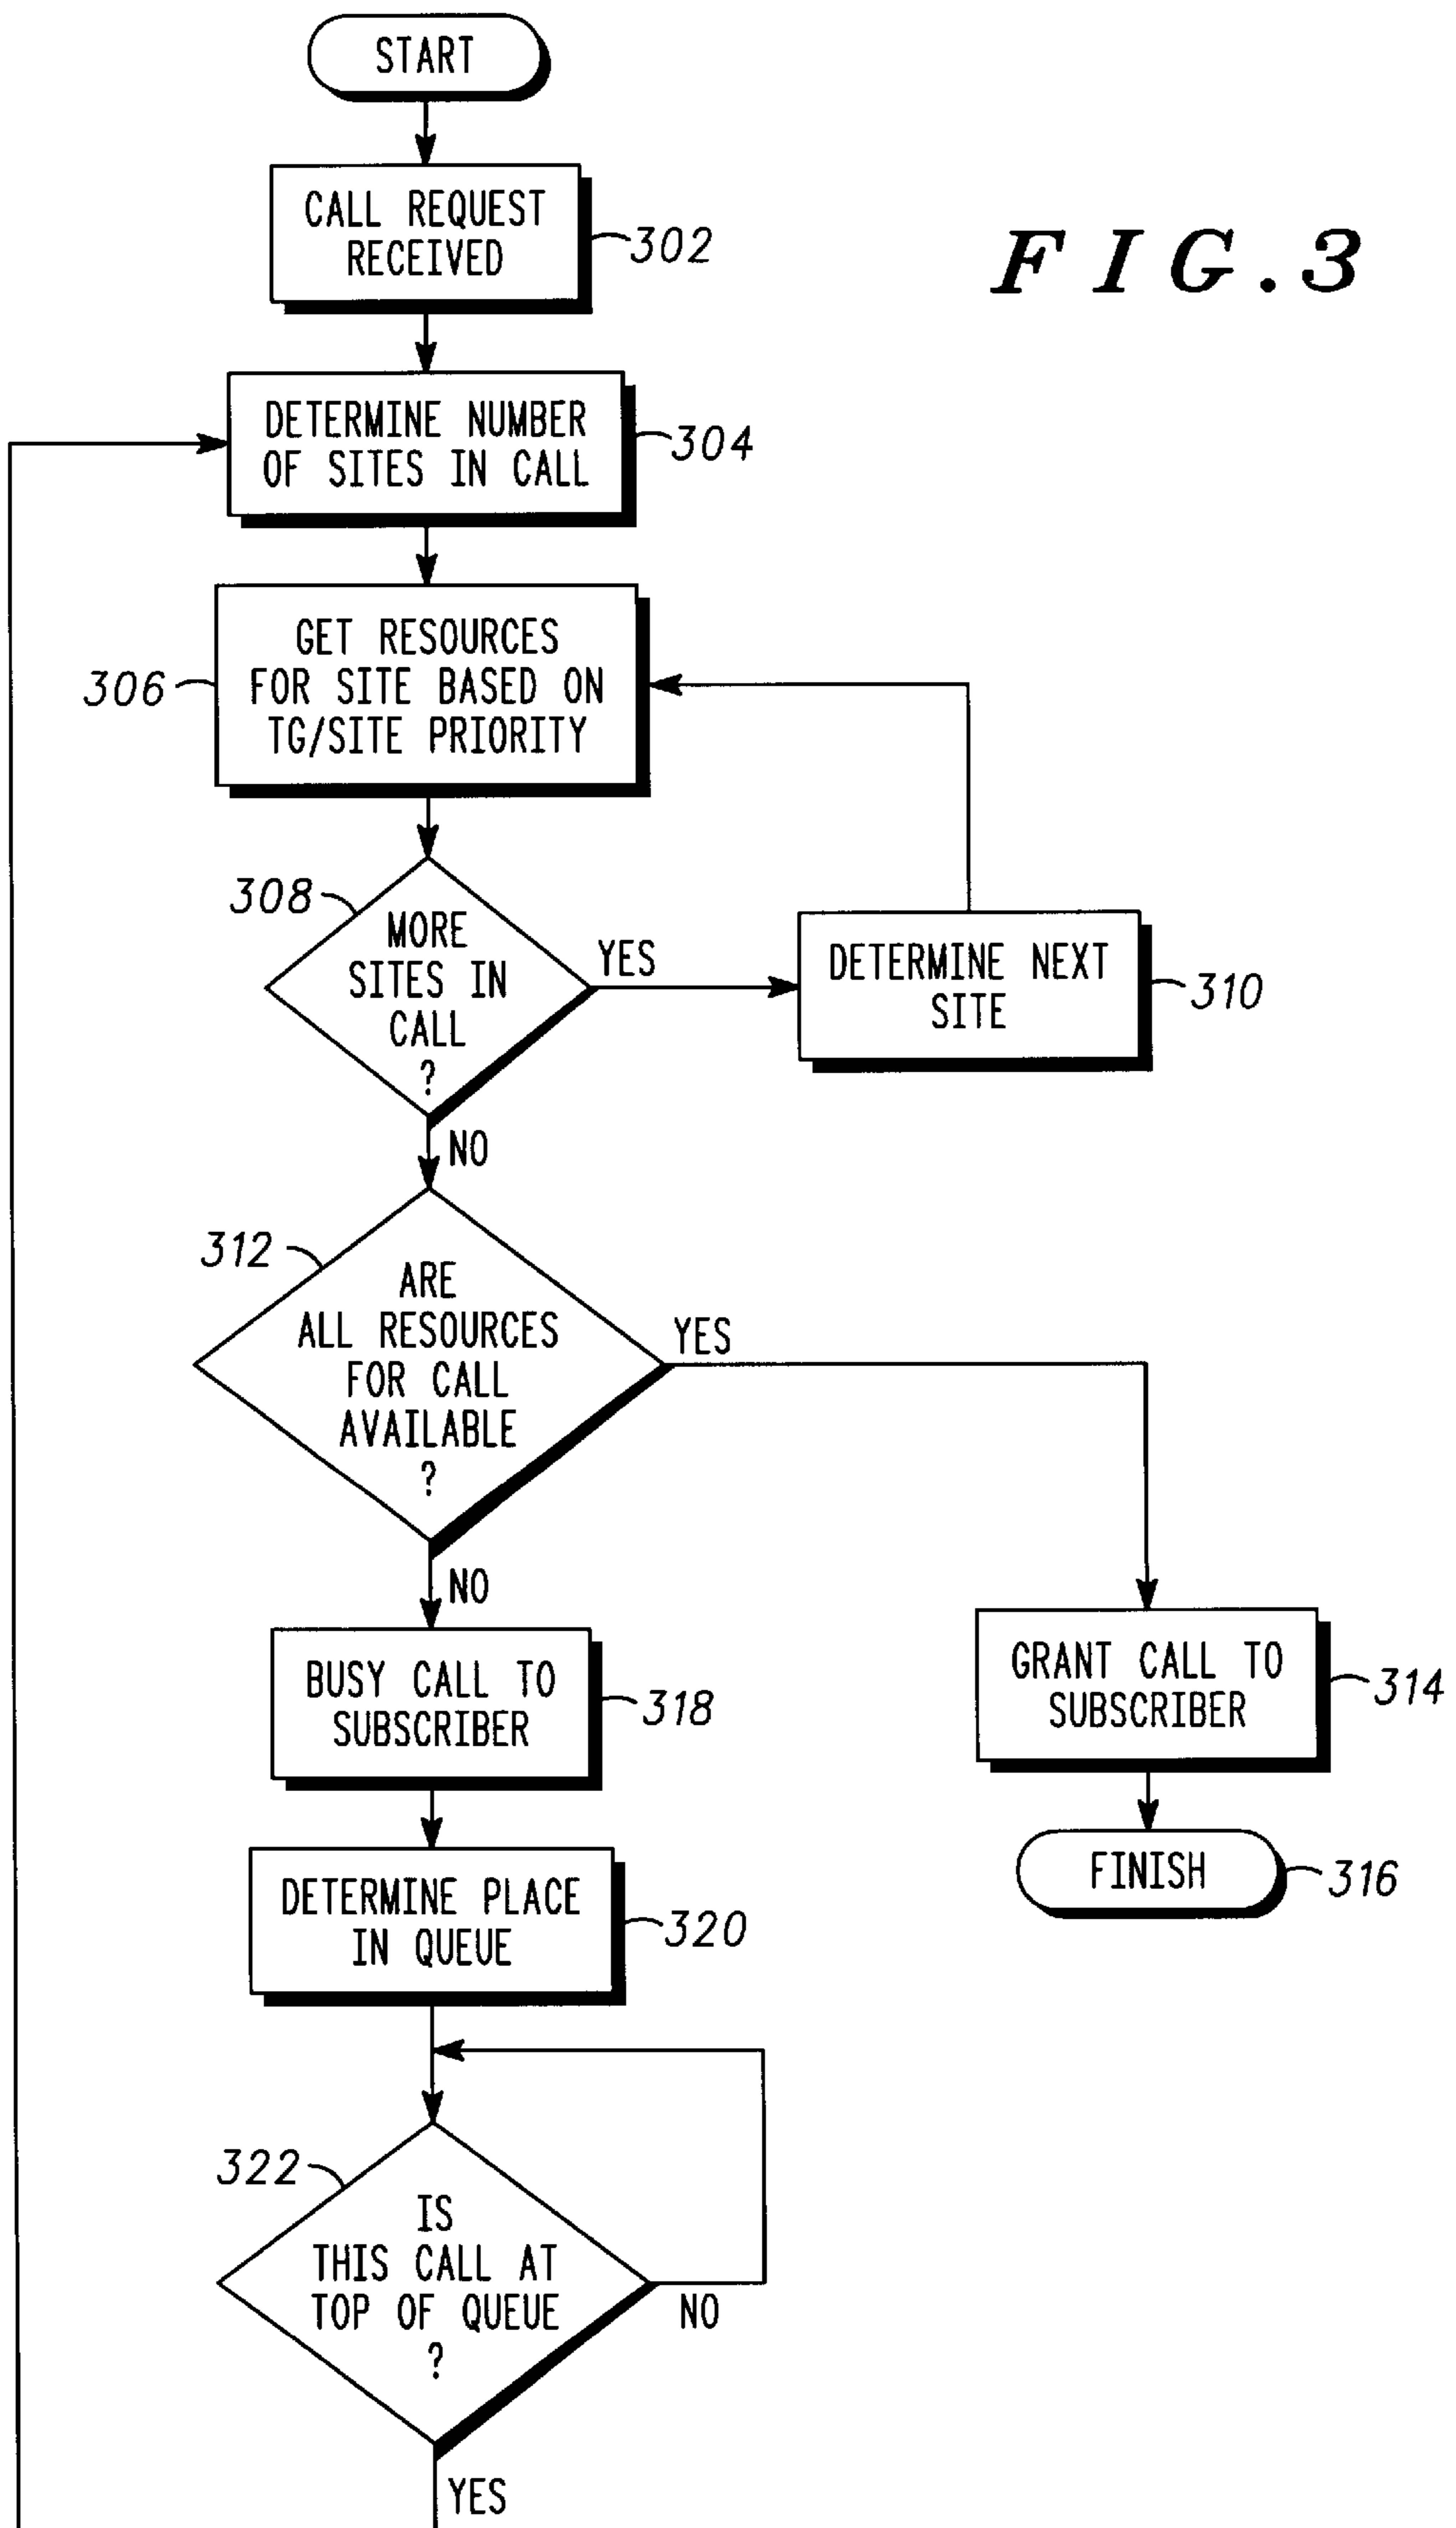 START
CALL REQUEST
RECEIVED
302
FIG.3
DETERMINE NUMBER
OF SITES IN CALL
304
GET RESOURCES
FOR SITE BASED ON
TG/SITE PRIORITY
306
308
MORE
SITES IN
CALL
?
YES
DETERMINE NEXT
SITE
310
NO
312
ARE
ALL RESOURCES
FOR CALL
AVAILABLE
?
YES
NO
BUSY CALL TO
SUBSCRIBER
318
GRANT CALL TO
SUBSCRIBER
314
FINISH
316
DETERMINE PLACE
IN QUEUE
320
322
IS
THIS CALL AT
TOP OF QUEUE
?
NO
YES